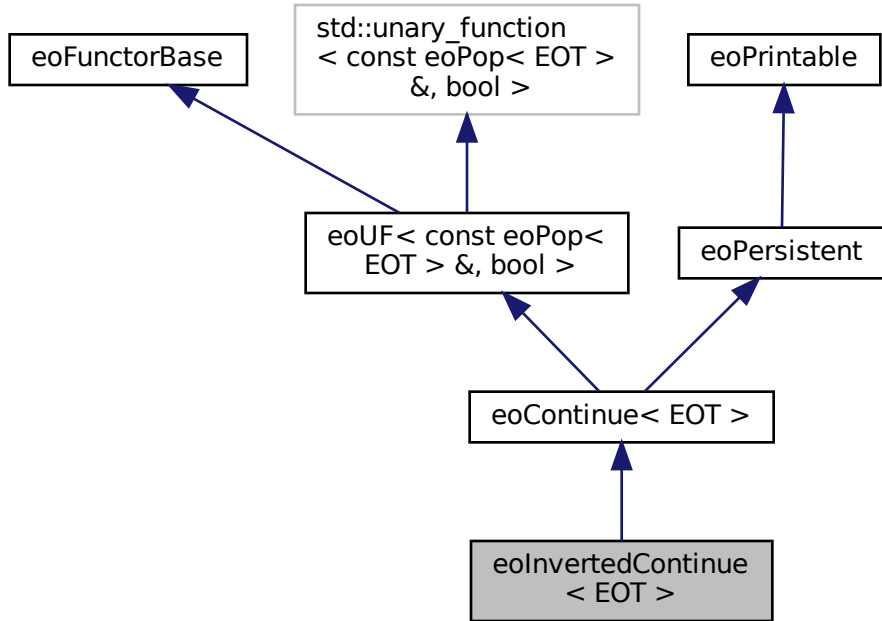 std::unary_function
< const eoPop< EOT >
&, bool >
eoFunctorBase
eoPrintable
eoUF< const eoPop<
EOT > &, bool >
eoPersistent
eoContinue< EOT >
eoInvertedContinue
< EOT >